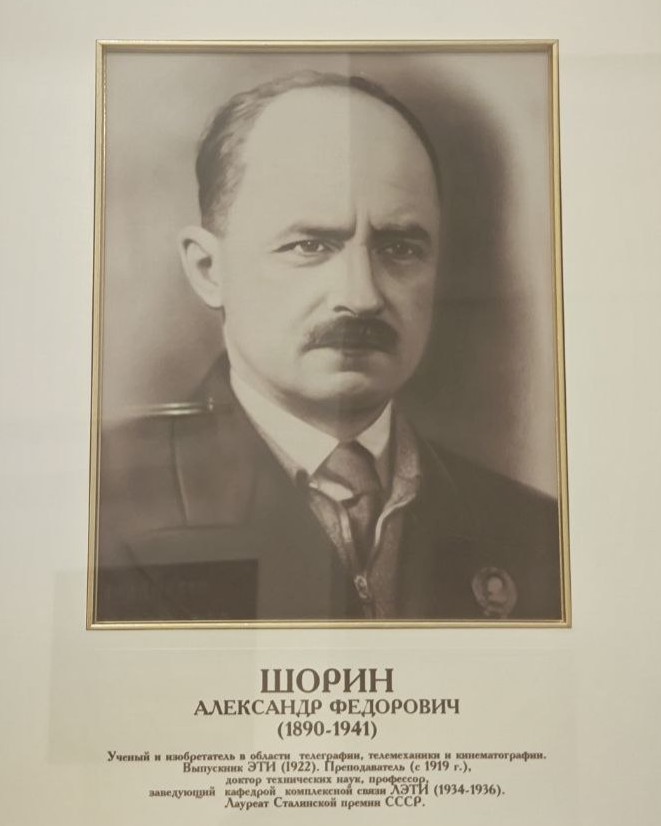 ШОРИН
АЛЕКСАНДР ФЕДОРОВИЧ
(1890-1941)
Ученый и изобретатель в области телеграфии, телемеханики и кинематографии.
Выпускник ЭТИ (1922). Преподаватель (с 1919 г.),
доктор технических наук, профессор,
заведующий кафедрой комплексной связи ЛЭТИ (1934-1936).
Лауреат Сталинской премии СССР.